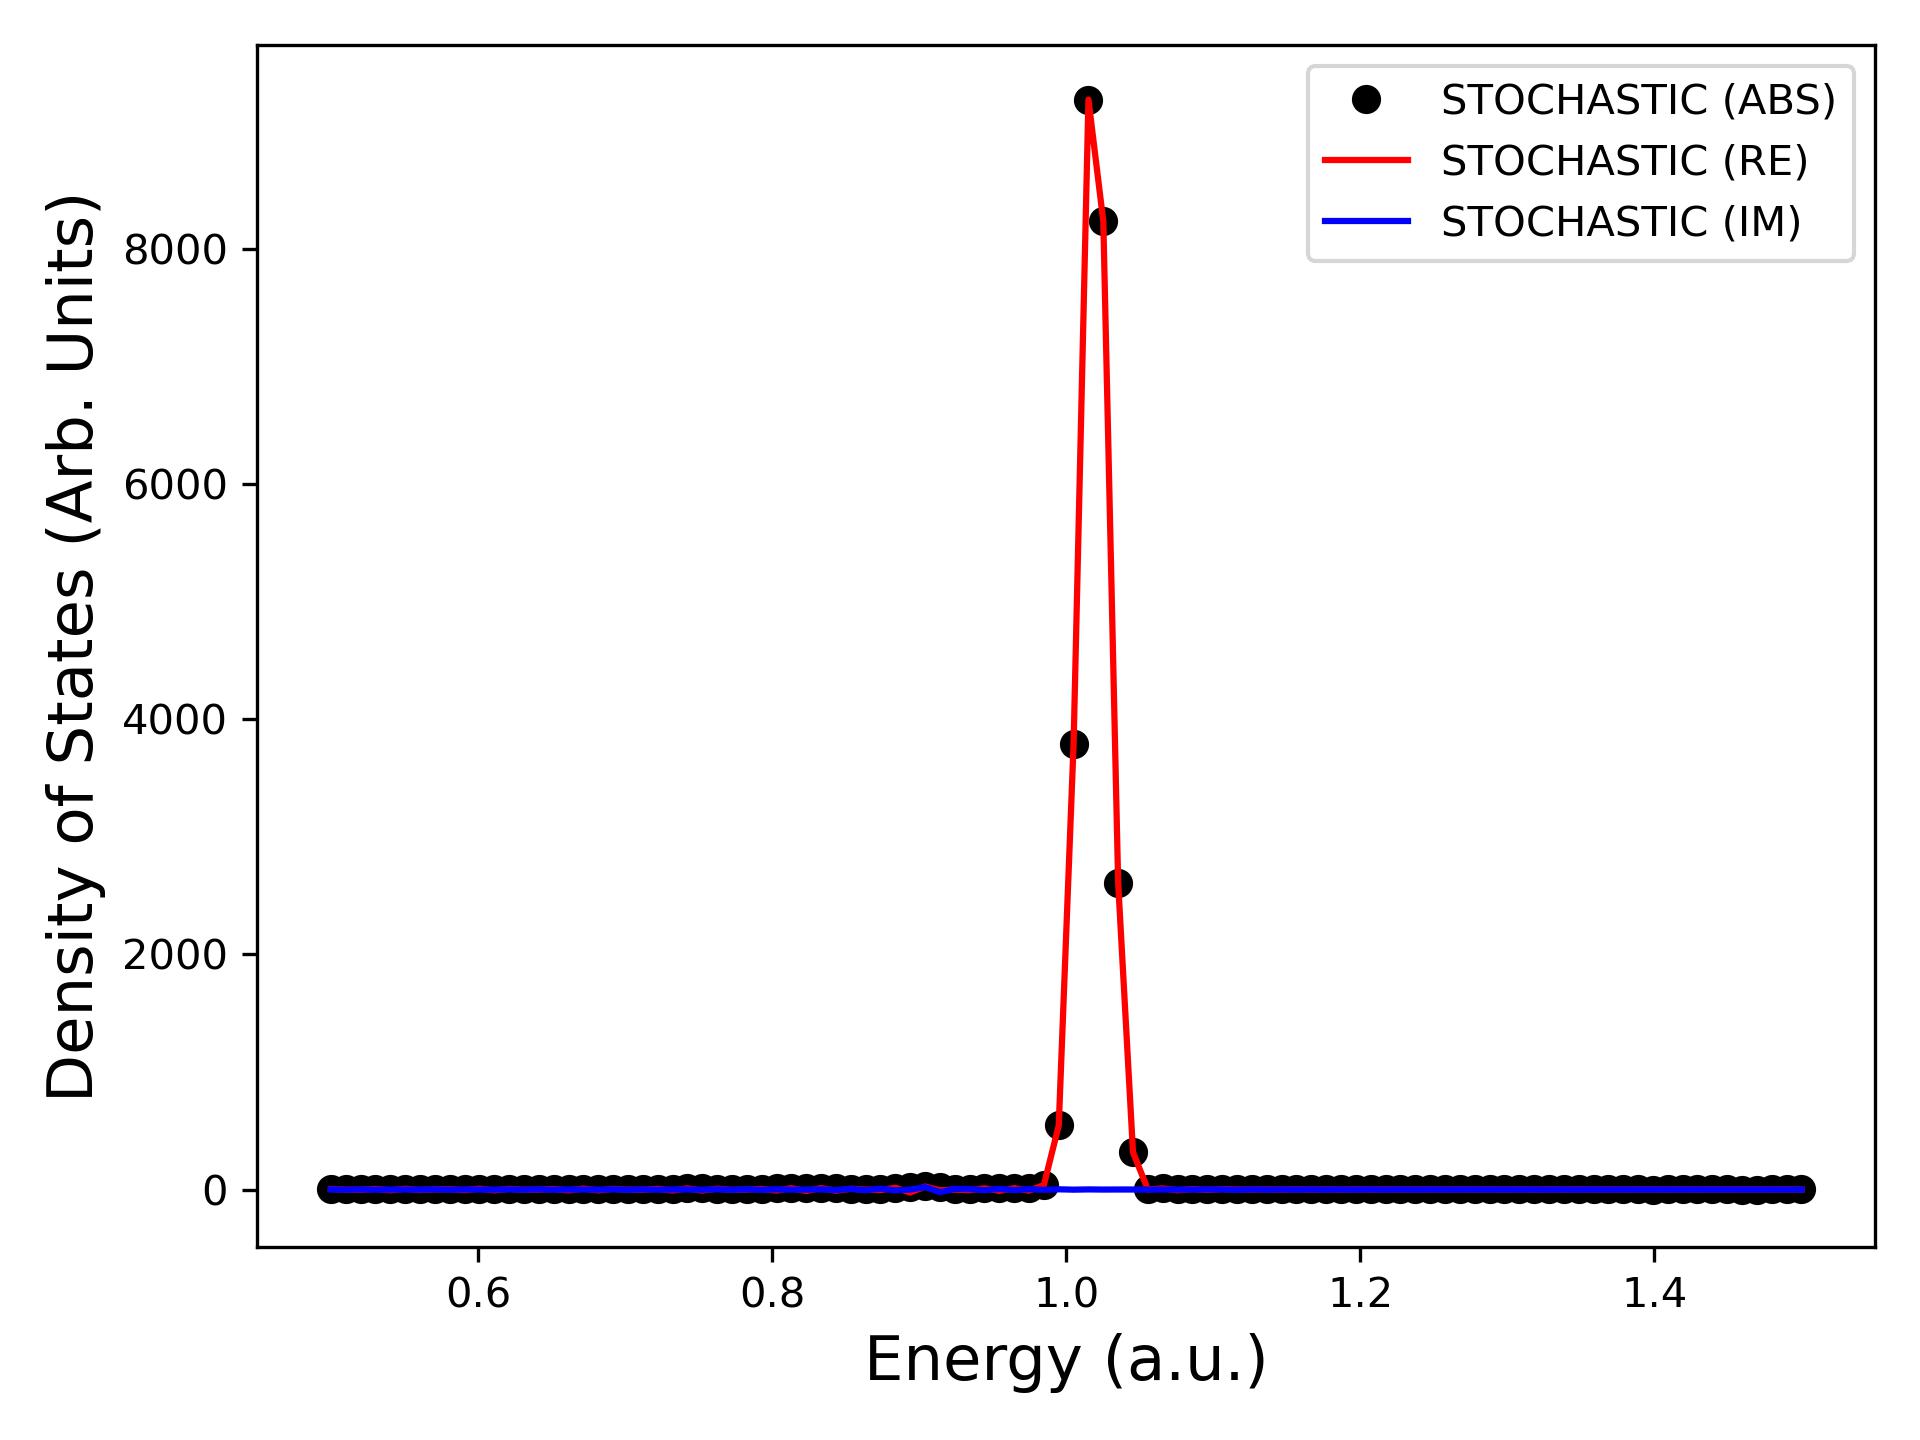 STOCHASTIC (ABS)
STOCHASTIC (RE)
STOCHASTIC (IM)
Density of States (Arb. Units)
8000
6000
4000
2000
0
0.6
0.8
1.0
1.2
1.4
Energy (a.u.)